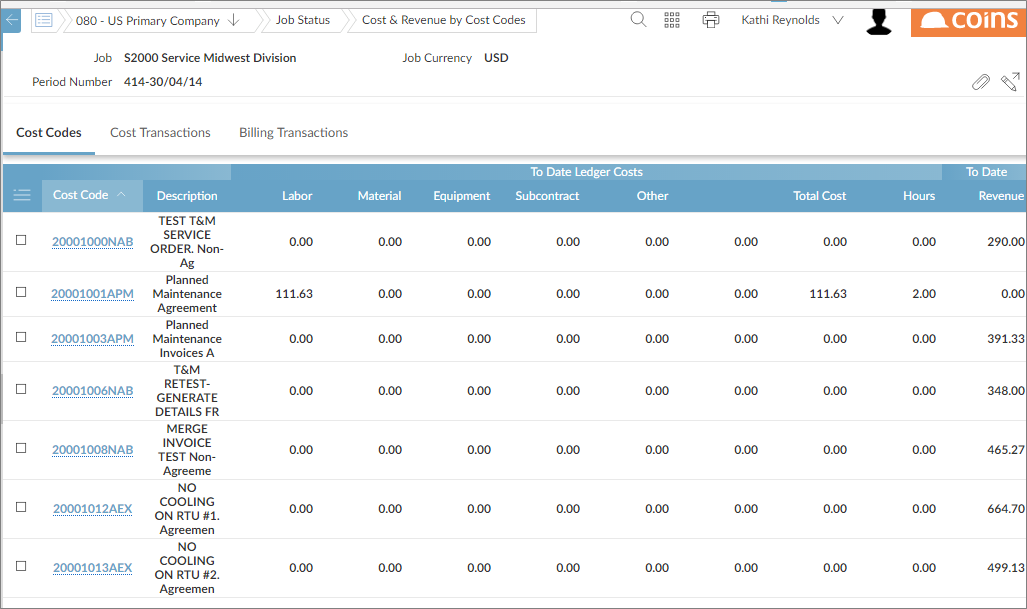 080 - US Primary Company Job Status Cost & Revenue by Cost Codes Kathi Reynolds coins
Job S2000 Service Midwest Division Job Currency USD
Period Number 414-30/04/14
Cost Codes Cost Transactions Billing Transactions
To Date Ledger Costs To Date
Cost Code Description Labor Material Equipment Subcontract Other Total Cost Hours Revenue
TEST T&M
SERVICE
20001000NAB 0.00 0.00 0.00 0.00 0.00 0.00 0.00 0.00 290.00
ORDER. Non-
Ag
Planned
20001001APM Maintenance 111.63 0.00 0.00 0.00 0.00 0.00 111.63 2.00 0.00
Agreement
Planned
20001003APM Maintenance 0.00 0.00 0.00 0.00 0.00 0.00 0.00 0.00 391.33
Invoices A
T&M
RETEST-
20001006NAB 0.00 0.00 0.00 0.00 0.00 0.00 0.00 0.00 348.00
GENERATE
DETAILS FR
MERGE
INVOICE
20001008NAB 0.00 0.00 0.00 0.00 0.00 0.00 0.00 0.00 465.27
TEST Non-
Agreeme
NO
COOLING
20001012AEX 0.00 0.00 0.00 0.00 0.00 0.00 0.00 0.00 664.70
ON RTU #1.
Agreemen
NO
COOLING
20001013AEX 0.00 0.00 0.00 0.00 0.00 0.00 0.00 0.00 499.13
ON RTU #2.
Agreemen